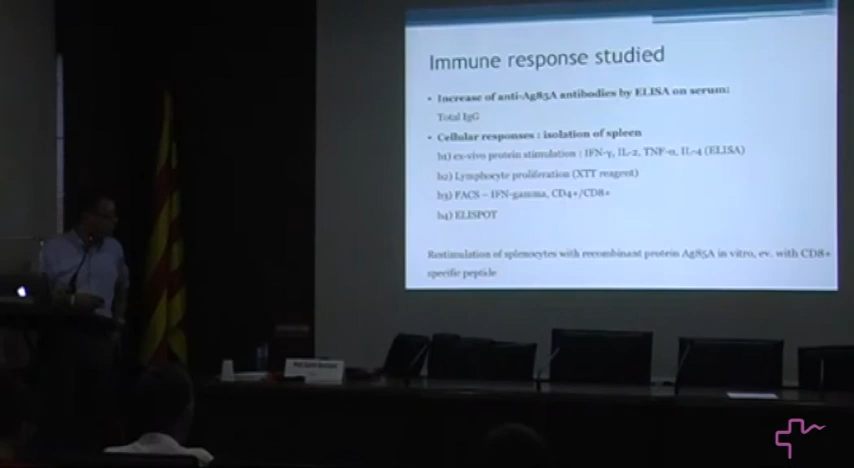 Immune response studied
• Increase of anti-Ag85A antibodies by ELISA on serum:
Total IgG
• Cellular responses : isolation of spleen
b1) ex-vivo protein stimulation : IFN-γ, IL-2, TNF-α, IL-4 (ELISA)
b2) Lymphocyte proliferation (XTT reagent)
b3) FACS – IFN-gamma, CD4+/CD8+
b4) ELISPOT
Restimulation of splenocytes with recombinant protein Ag85A in vitro, ev. with CD8+
specific peptide